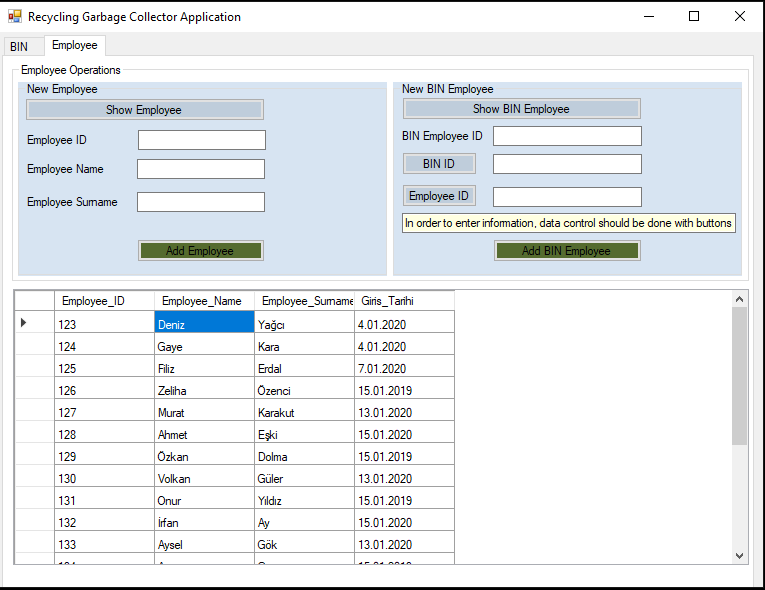 Recycling Garbage Collector Application
BIN Employee
Employee Operations
New Employee
Show Employee
Employee ID
Employee Name
Employee Surname
Add Employee
New BIN Employee
Show BIN Employee
BIN Employee ID
BIN ID
Employee ID
In order to enter information, data control should be done with buttons
Add BIN Employee
Employee_ID Employee_Name Employee_Surname Giris_Tarihi
123 Deniz Yağcı 4.01.2020
124 Gaye Kara 4.01.2020
125 Filiz Erdal 7.01.2020
126 Zeliha Özenci 15.01.2019
127 Murat Karakut 13.01.2020
128 Ahmet Eşki 15.01.2020
129 Özkan Dolma 15.01.2019
130 Volkan Güler 13.01.2020
131 Onur Yıldız 15.01.2019
132 İrfan Ay 15.01.2020
133 Aysel Gök 13.01.2020